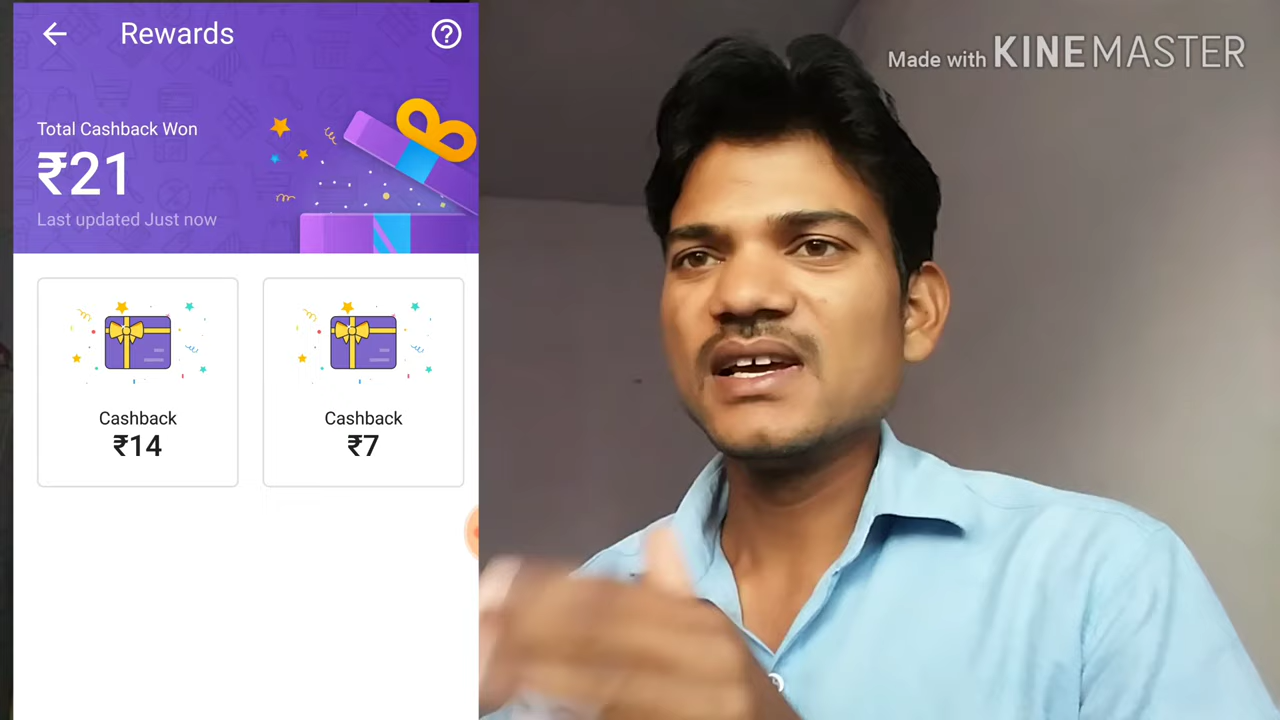 Rewards
Made with KINEMASTER
Total Cashback Won
₹21
Last updated Just now
Cashback
₹14
Cashback
₹7